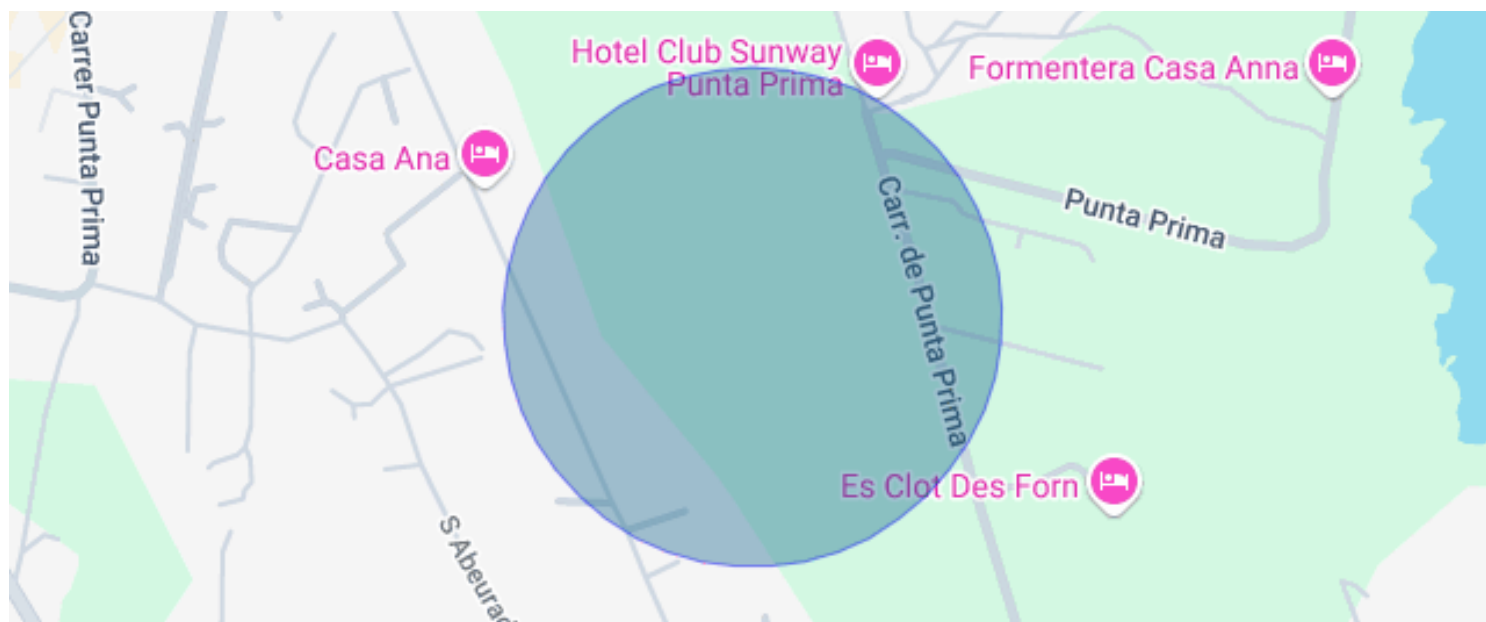 Carrer Punta Prima
Hotel Club Sunway
Punta Prima
Formentera Casa Anna
Casa Ana
Carr. de Punta Prima
Punta Prima
Es Clot Des Forn
S Abeurad